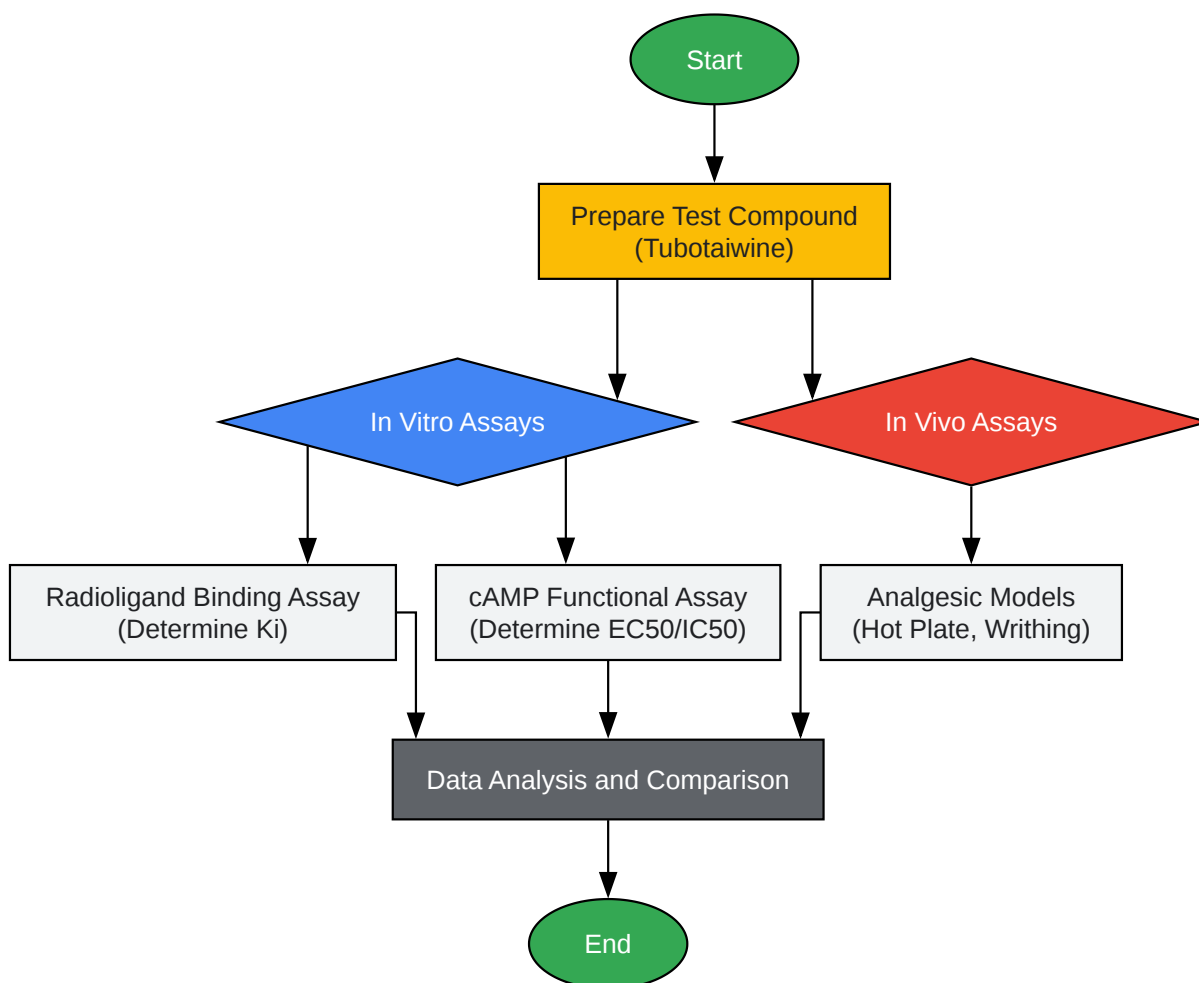 Start
Prepare Test Compound
(Tubotaiwine)
In Vitro Assays
In Vivo Assays
Radioligand Binding Assay
(Determine Ki)
cAMP Functional Assay
(Determine EC50/IC50)
Analgesic Models
(Hot Plate, Writhing)
Data Analysis and Comparison
End